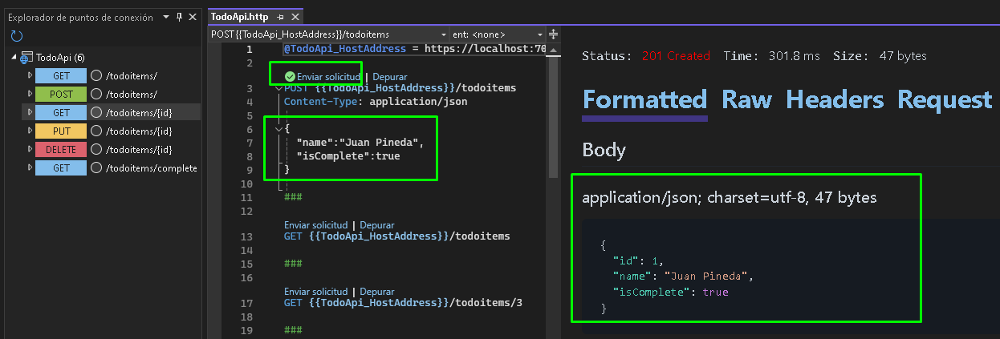 Explorador de puntos de conexión
TodoApi (6)
GET /todoitems/
POST /todoitems/
GET /todoitems/{id}
PUT /todoitems/{id}
DELETE /todoitems/{id}
GET /todoitems/complete
TodoApi.http
POST{{TodoApi_HostAddress}}/todoitems ent: <none>
1 @TodoApi_HostAddress = https://localhost:70
2
Enviar solicitud | Depurar
3 POST {{TodoApi_HostAddress}}/todoitems
4 Content-Type: application/json
5
6 {
7 "name":"Juan Pineda",
8 "isComplete":true
9 }
10
11 ###
12
Enviar solicitud | Depurar
13 GET {{TodoApi_HostAddress}}/todoitems
14
15 ###
16
Enviar solicitud | Depurar
17 GET {{TodoApi_HostAddress}}/todoitems/3
18
19 ###
Status: 201 Created Time: 301.8 ms Size: 47 bytes
Formatted Raw Headers Request
Body
application/json; charset=utf-8, 47 bytes
{
"id": 1,
"name": "Juan Pineda",
"isComplete": true
}